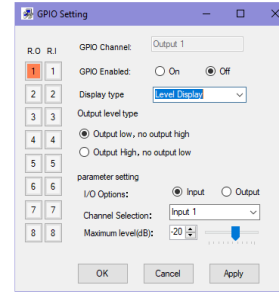 GPIO Setting
R.O R.I
GPIO Channel: Output 1
1 1
GPIO Enabled: On Off
2 2
Display type Level Display
3 3
Output level type
4 4
Output low, no output high
5 5
Output High, no output low
6 6
parameter setting
I/O Options: Input Output
7 7
Channel Selection: Input 1
8 8
Maximum level(dB): -20
OK Cancel Apply